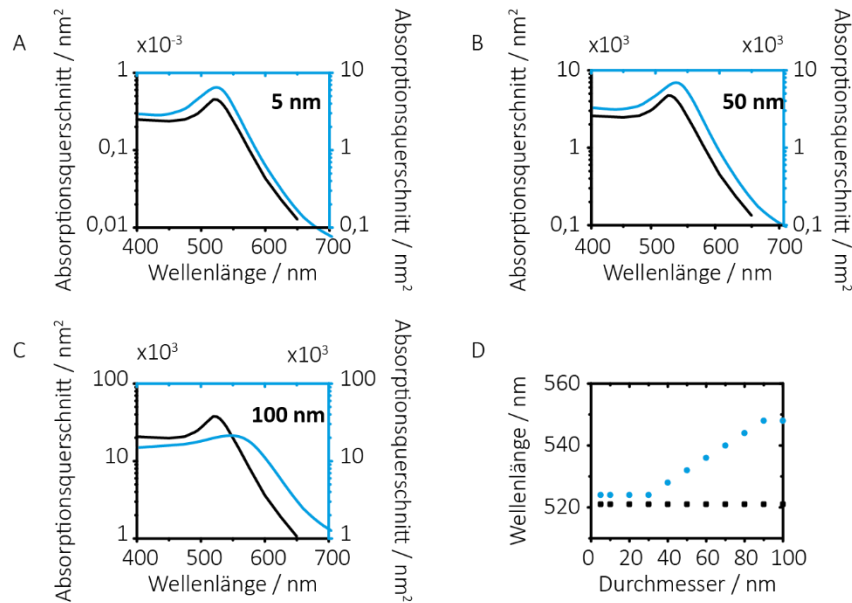 A
x10⁻³
Absorptionsquerschnitt / nm²
1
0,1
0,01
5 nm
10
1
0,1
Absorptionsquerschnitt / nm²
400 500 600 700
Wellenlänge / nm
B
x10³ x10³
Absorptionsquerschnitt / nm²
10
1
0,1
50 nm
10
1
0,1
Absorptionsquerschnitt / nm²
400 500 600 700
Wellenlänge / nm
C
x10³ x10³
Absorptionsquerschnitt / nm²
100
10
1
100 nm
100
10
1
Absorptionsquerschnitt / nm²
400 500 600 700
Wellenlänge / nm
D
Wellenlänge / nm
560
540
520
0 20 40 60 80 100
Durchmesser / nm